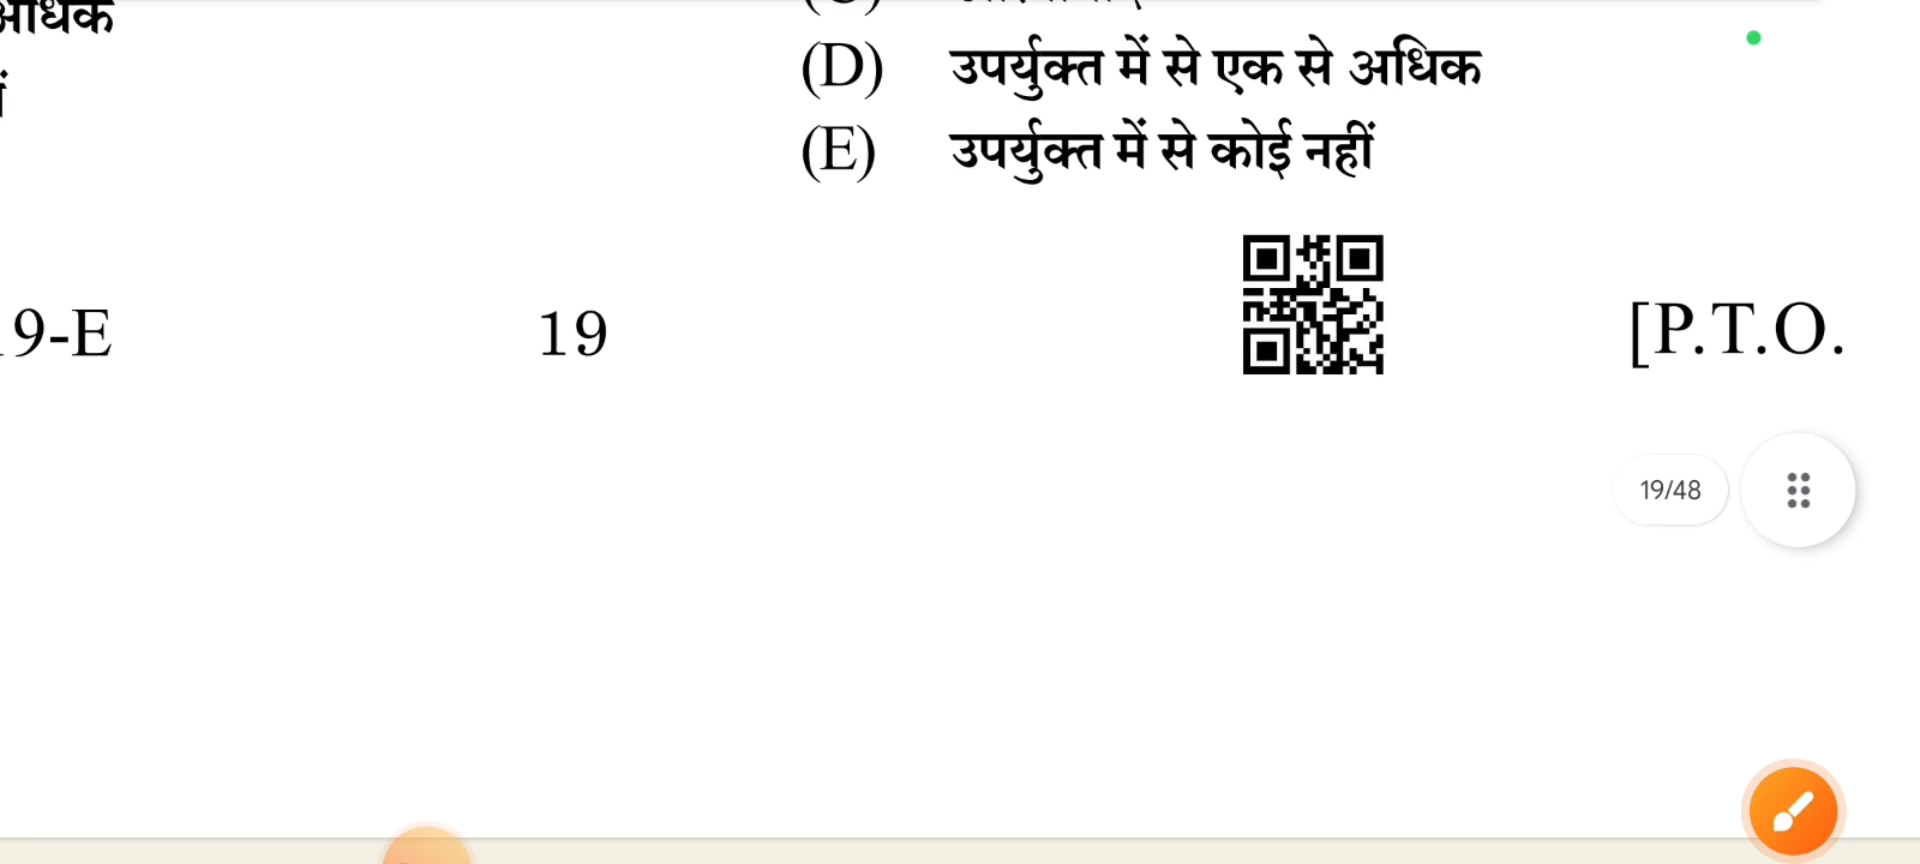 अधिक
(D) उपर्युक्त में से एक से अधिक
(E) उपर्युक्त में से कोई नहीं
9-E 19 [P.T.O.
19/48